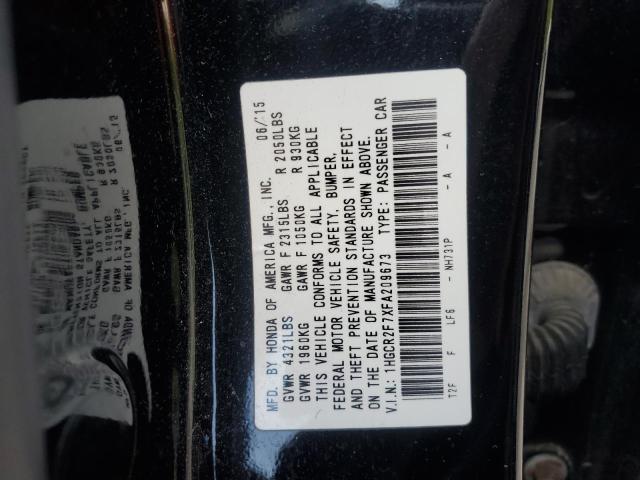 MFD. BY HONDA OF AMERICA MFG., INC. 06/15
GVWR 4321LBS GAWR F 2315LBS R 2050LBS
GVWR 1960KG GAWR F 1050KG R 930KG
THIS VEHICLE CONFORMS TO ALL APPLICABLE
FEDERAL MOTOR VEHICLE SAFETY, BUMPER,
AND THEFT PREVENTION STANDARDS IN EFFECT
ON THE DATE OF MANUFACTURE SHOWN ABOVE.
V.I.N.: 1HGCR2F7XFA209673 TYPE: PASSENGER CAR
T2F F LF6 - NH731P - A - A